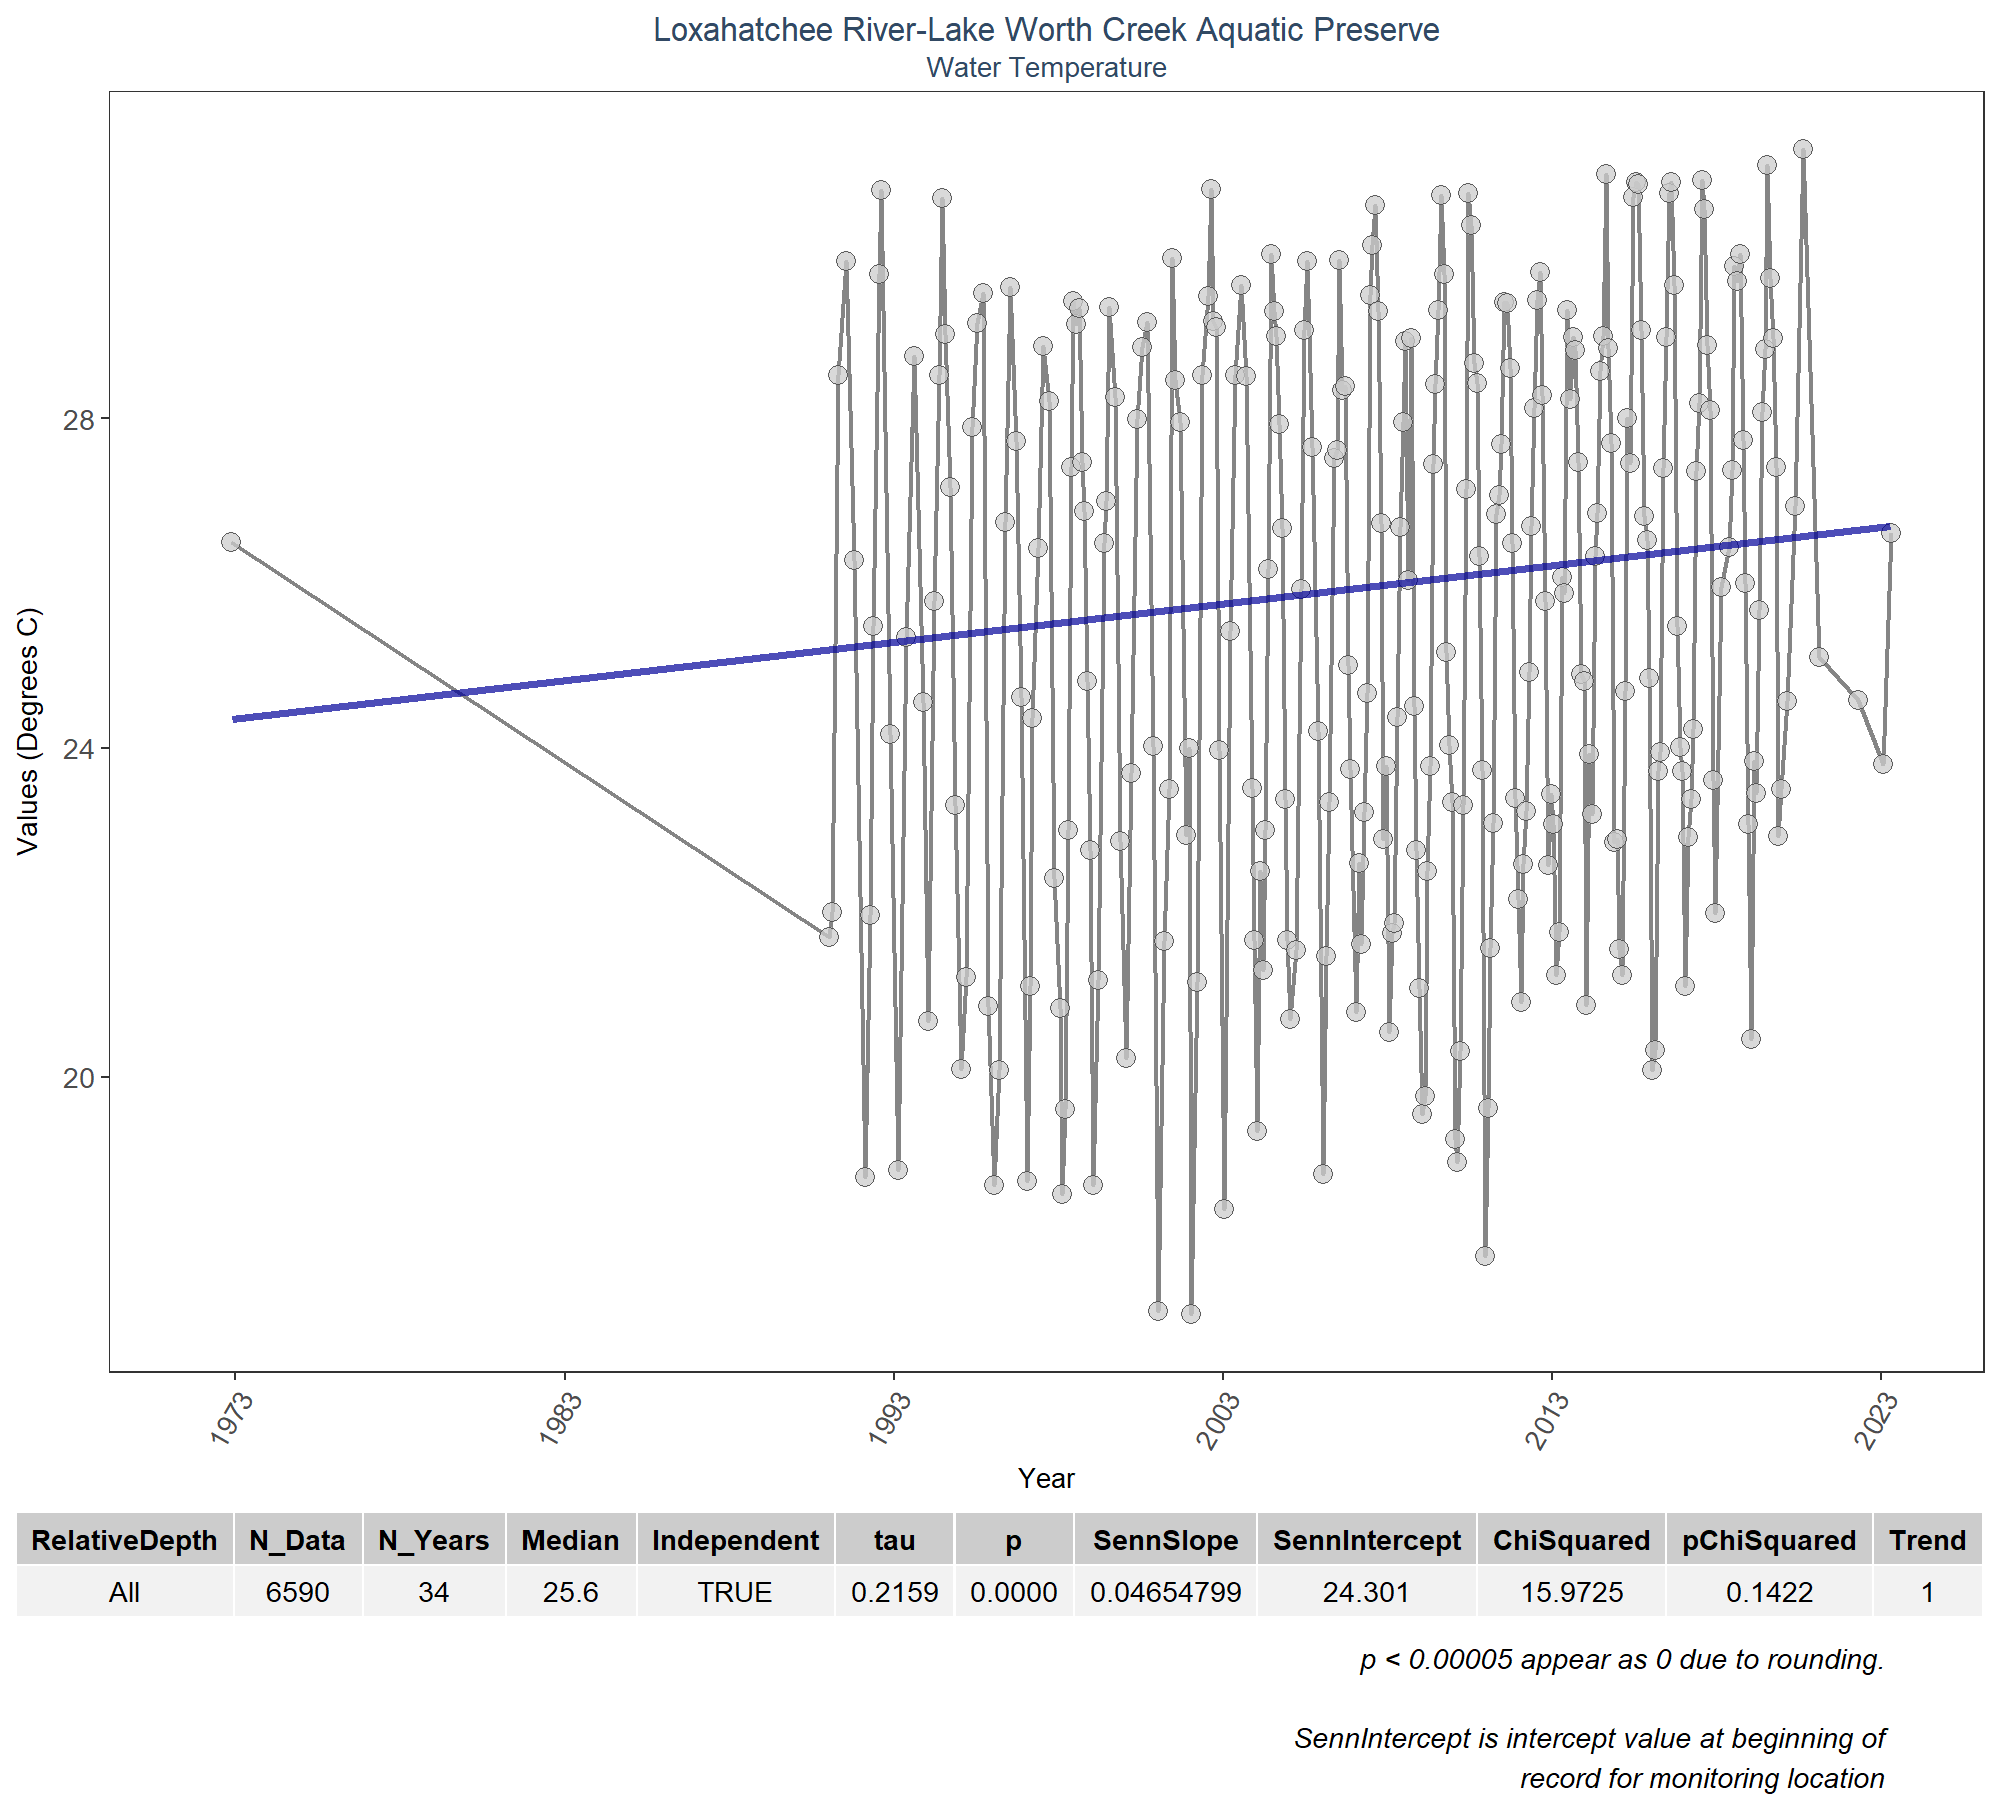 Loxahatchee River-Lake Worth Creek Aquatic Preserve
Water Temperature
Values (Degrees C)
28
24
20
1973 1983 1993 2003 2013 2023
Year
RelativeDepth N_Data N_Years Median Independent tau p SennSlope SennIntercept ChiSquared pChiSquared Trend
All 6590 34 25.6 TRUE 0.2159 0.0000 0.04654799 24.301 15.9725 0.1422 1
p < 0.00005 appear as 0 due to rounding.
SennIntercept is intercept value at beginning of
record for monitoring location